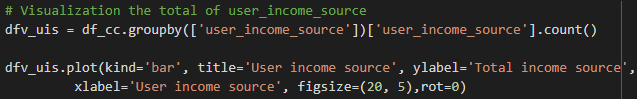 # Visualization the total of user_income_source
dfv_uis = df_cc.groupby(['user_income_source'])['user_income_source'].count()
dfv_uis.plot(kind='bar', title='User income source', ylabel='Total income source',
xlabel='User income source', figsize=(20, 5),rot=0)